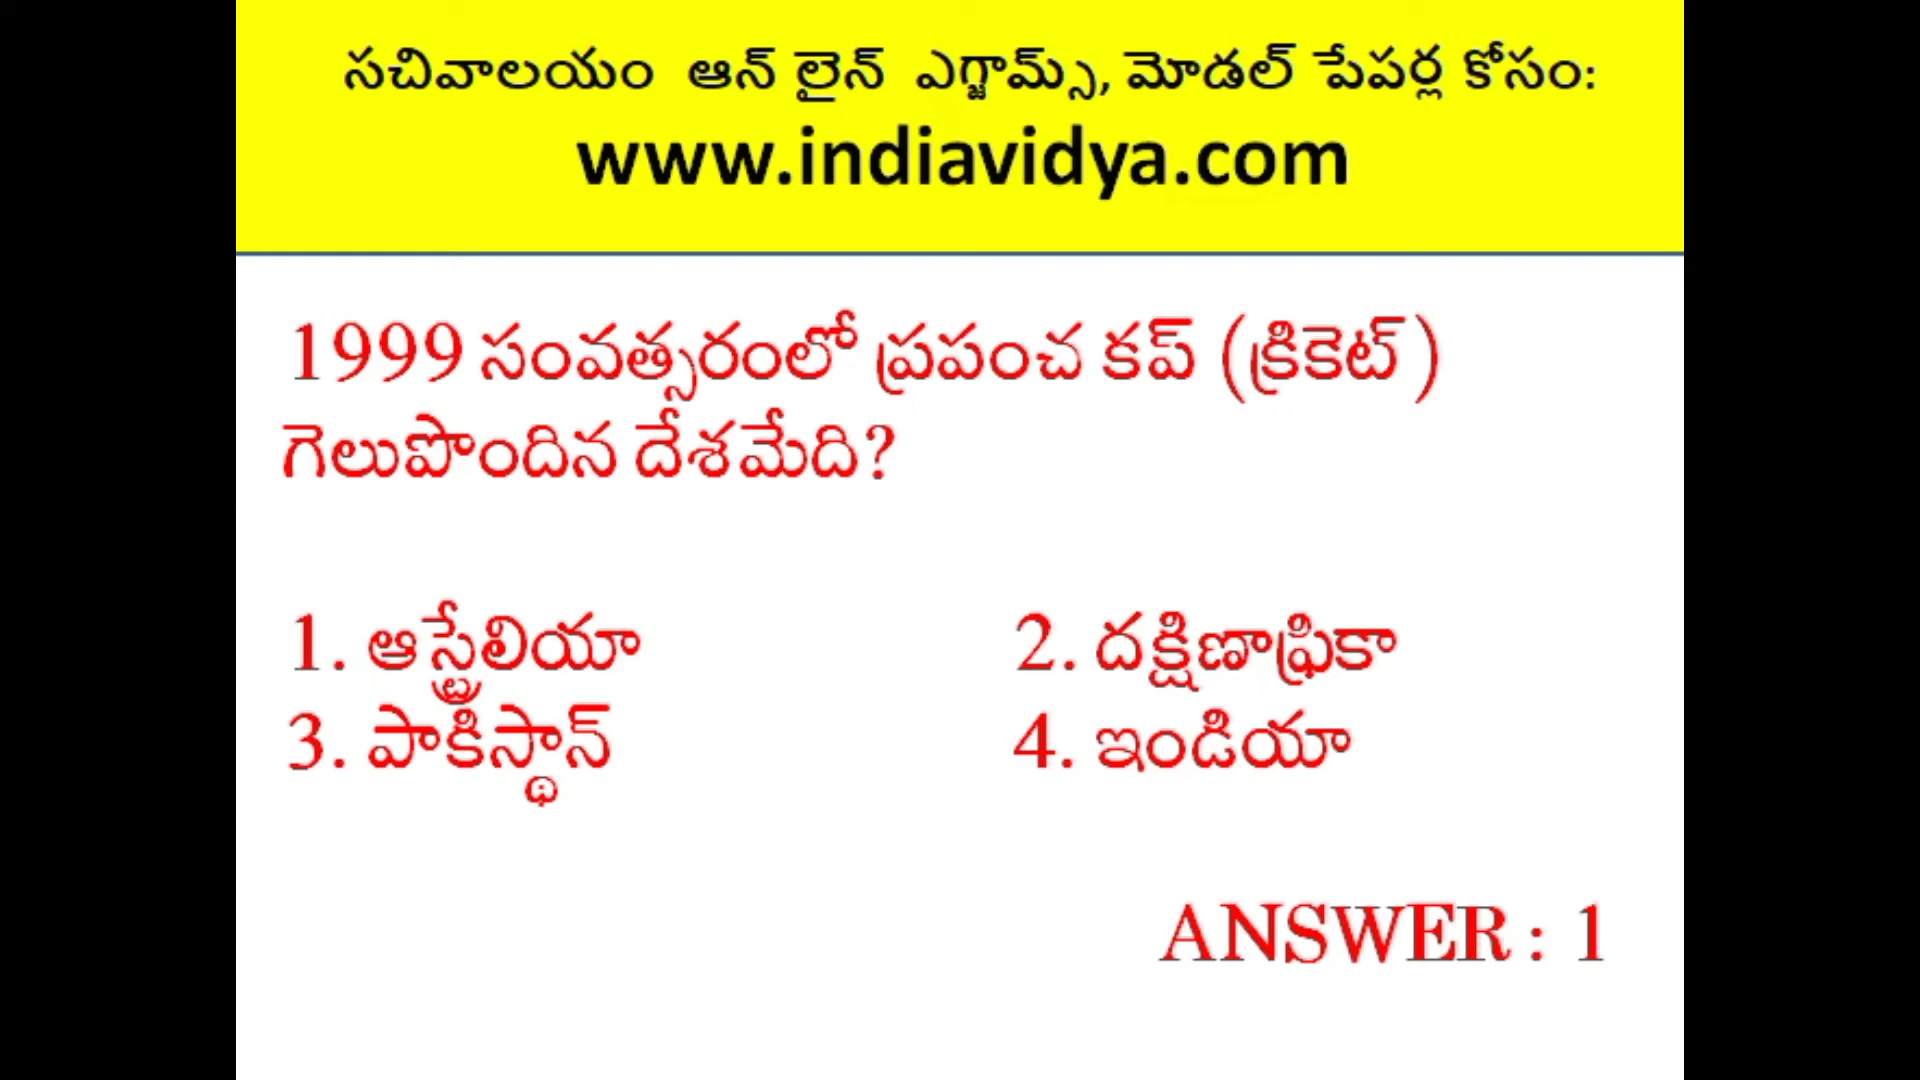 సచివాలయం ఆన్ లైన్ ఎగ్జామ్స్, మోడల్ పేపర్ల కోసం:
www.indiavidya.com
1999 సంవత్సరంలో ప్రపంచ కప్ (క్రికెట్)
గెలుపొందిన దేశమేది?
1. ఆస్ట్రేలియా 2. దక్షిణాఫ్రికా
3. పాకిస్థాన్ 4. ఇండియా
ANSWER : 1